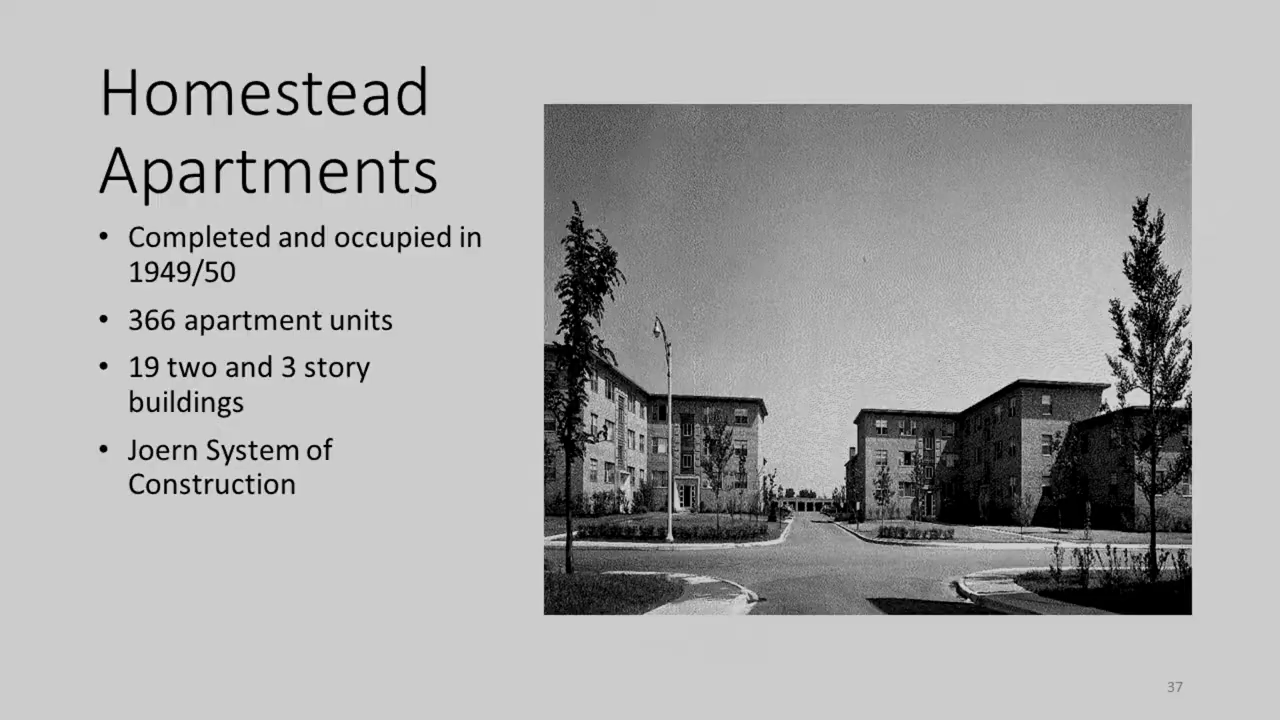 Homestead
Apartments
• Completed and occupied in
1949/50
• 366 apartment units
• 19 two and 3 story
buildings
• Joern System of
Construction
37